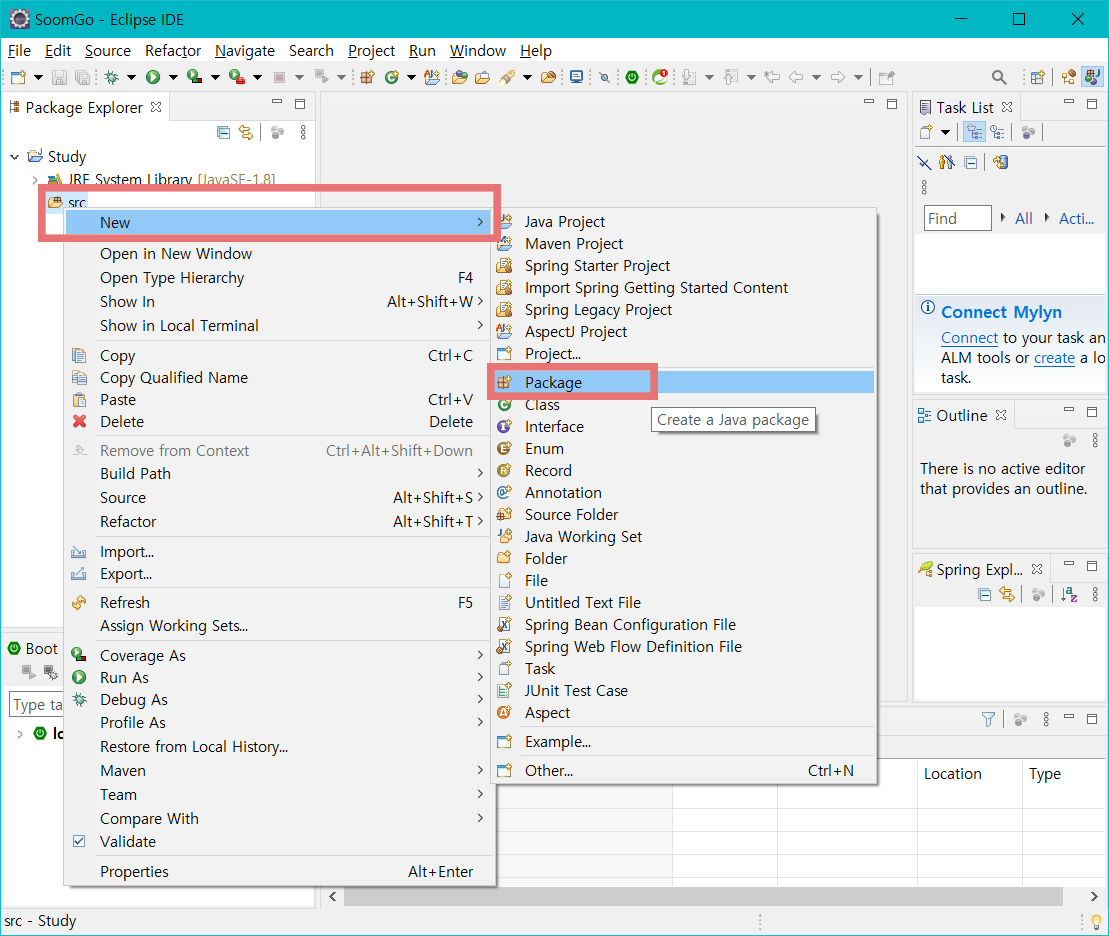 SoomGo - Eclipse IDE
File Edit Source Refactor Navigate Search Project Run Window Help
Package Explorer
Study
JRE System Library [JavaSE-1.8]
src
New
Open in New Window
Open Type Hierarchy F4
Show In Alt+Shift+W
Show in Local Terminal
Copy Ctrl+C
Copy Qualified Name
Paste Ctrl+V
Delete Delete
Remove from Context Ctrl+Alt+Shift+Down
Build Path
Source Alt+Shift+S
Refactor Alt+Shift+T
Import...
Export...
Refresh F5
Assign Working Sets...
Coverage As
Run As
Debug As
Profile As
Restore from Local History...
Maven
Team
Compare With
Validate
Properties Alt+Enter
Java Project
Maven Project
Spring Starter Project
Import Spring Getting Started Content
Spring Legacy Project
AspectJ Project
Project...
Package
Class
Interface
Enum
Record
Annotation
Source Folder
Java Working Set
Folder
File
Untitled Text File
Spring Bean Configuration File
Spring Web Flow Definition File
Task
JUnit Test Case
Aspect
Example...
Other... Ctrl+N
Create a Java package
Boot
Type ta
Task List
Find All Acti...
Connect Mylyn
Connect to your task an
ALM tools or create a lo
task.
Outline
There is no active editor
that provides an outline.
Spring Expl...
Location Type
src - Study